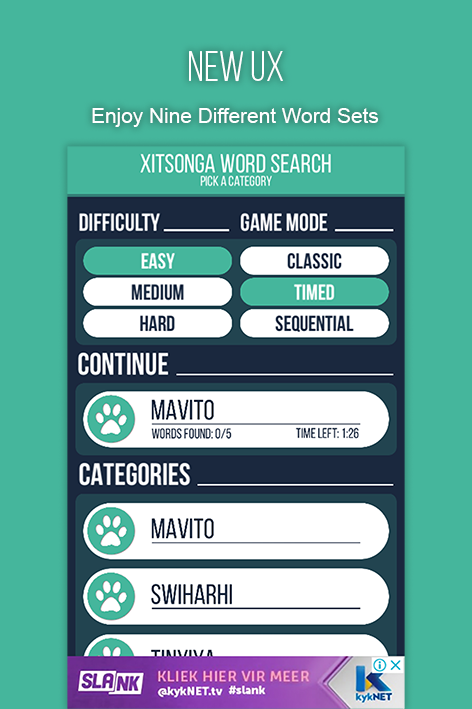 NEW UX
Enjoy Nine Different Word Sets
XITSONGA WORD SEARCH
PICK A CATEGORY
DIFFICULTY
GAME MODE
EASY
CLASSIC
MEDIUM
TIMED
HARD
SEQUENTIAL
CONTINUE
MAVITO
WORDS FOUND: 0/5
TIME LEFT: 1:26
CATEGORIES
MAVITO
SWIHARHI
SLANK
KLIEK HIER VIR MEER
@kykNET.tv #slank
kykNET